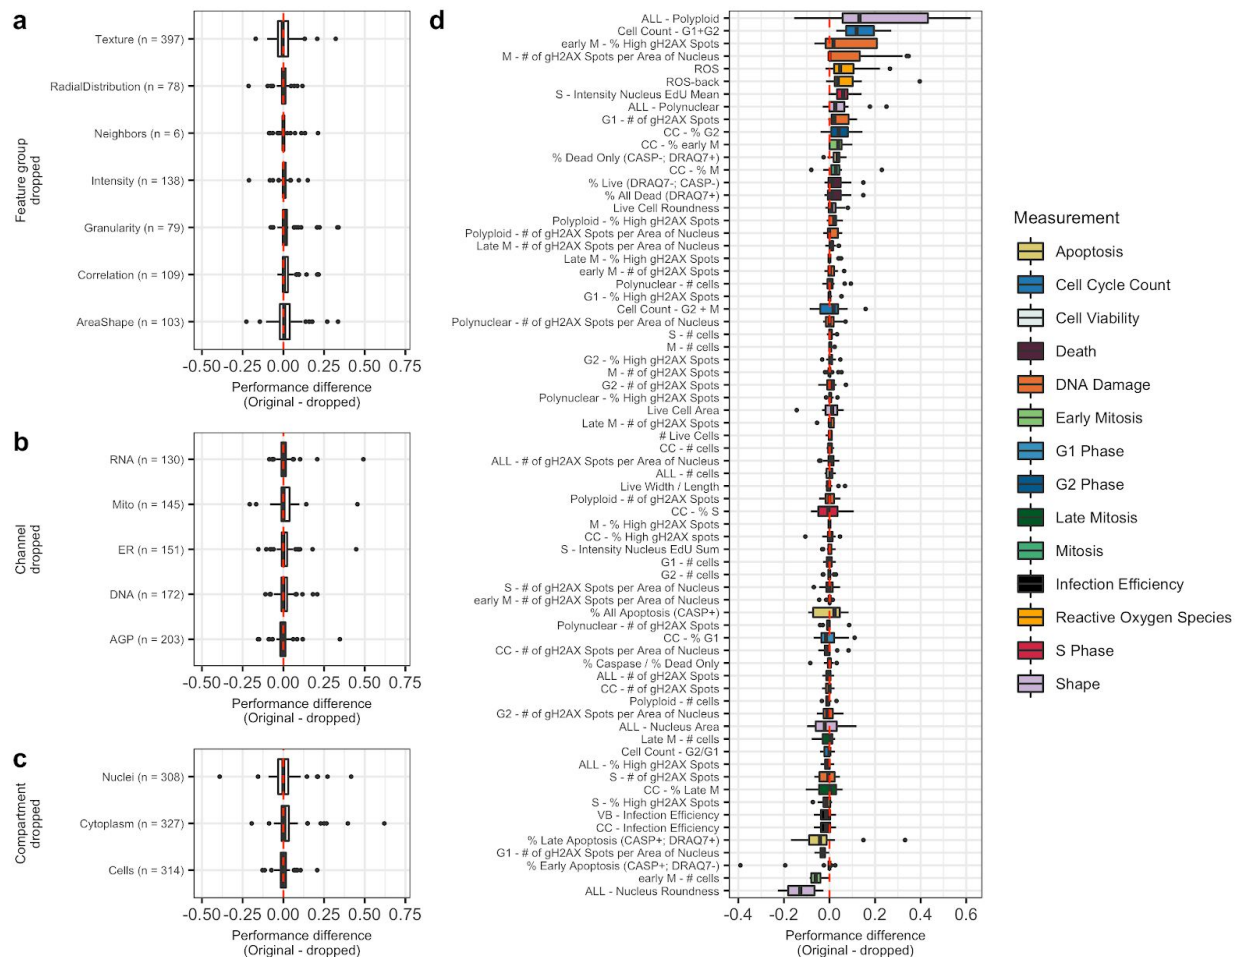 a
Feature group
dropped
Texture (n = 397)
RadialDistribution (n = 78)
Neighbors (n = 6)
Intensity (n = 138)
Granularity (n = 79)
Correlation (n = 109)
AreaShape (n = 103)
-0.50 -0.25 0.00 0.25 0.50 0.75
Performance difference
(Original - dropped)
b
Channel
dropped
RNA (n = 130)
Mito (n = 145)
ER (n = 151)
DNA (n = 172)
AGP (n = 203)
-0.50 -0.25 0.00 0.25 0.50 0.75
Performance difference
(Original - dropped)
c
Compartment
dropped
Nuclei (n = 308)
Cytoplasm (n = 327)
Cells (n = 314)
-0.50 -0.25 0.00 0.25 0.50 0.75
Performance difference
(Original - dropped)
d
ALL - Polyploid
Cell Count - G1+G2
early M - % High gH2AX Spots
M - # of gH2AX Spots per Area of Nucleus
ROS
ROS-back
S - Intensity Nucleus EdU Mean
ALL - Polynuclear
G1 - # of gH2AX Spots
CC - % G2
CC - % early M
% Dead Only (CASP-; DRAQ7+)
CC - % M
% Live (DRAQ7-; CASP-)
% All Dead (DRAQ7+)
Live Cell Roundness
Polyploid - % High gH2AX Spots
Polyploid - # of gH2AX Spots per Area of Nucleus
Late M - # of gH2AX Spots per Area of Nucleus
Late M - % High gH2AX Spots
early M - # of gH2AX Spots
Polynuclear - # cells
G1 - % High gH2AX Spots
Cell Count - G2 + M
Polynuclear - # of gH2AX Spots per Area of Nucleus
S - # cells
M - # cells
G2 - % High gH2AX Spots
M - # of gH2AX Spots
G2 - # of gH2AX Spots
Polynuclear - % High gH2AX Spots
Live Cell Area
Late M - # of gH2AX Spots
# Live Cells
CC - # cells
ALL - # of gH2AX Spots per Area of Nucleus
ALL - # cells
Live Width / Length
Polyploid - # of gH2AX Spots
CC - % S
M - % High gH2AX Spots
CC - % High gH2AX spots
S - Intensity Nucleus EdU Sum
G1 - # cells
G2 - # cells
S - # of gH2AX Spots per Area of Nucleus
early M - # of gH2AX Spots per Area of Nucleus
% All Apoptosis (CASP+)
Polynuclear - # of gH2AX Spots
CC - % G1
CC - # of gH2AX Spots per Area of Nucleus
% Caspase / % Dead Only
ALL - # of gH2AX Spots
CC - # of gH2AX Spots
Polyploid - # cells
G2 - # of gH2AX Spots per Area of Nucleus
ALL - Nucleus Area
Late M - # cells
Cell Count - G2/G1
ALL - % High gH2AX Spots
S - # of gH2AX Spots
CC - % Late M
S - % High gH2AX Spots
VB - Infection Efficiency
CC - Infection Efficiency
% Late Apoptosis (CASP+; DRAQ7+)
G1 - # of gH2AX Spots per Area of Nucleus
% Early Apoptosis (CASP+; DRAQ7-)
early M - # cells
ALL - Nucleus Roundness
-0.4 -0.2 0.0 0.2 0.4 0.6
Performance difference
(Original - dropped)
Measurement
Apoptosis
Cell Cycle Count
Cell Viability
Death
DNA Damage
Early Mitosis
G1 Phase
G2 Phase
Late Mitosis
Mitosis
Infection Efficiency
Reactive Oxygen Species
S Phase
Shape